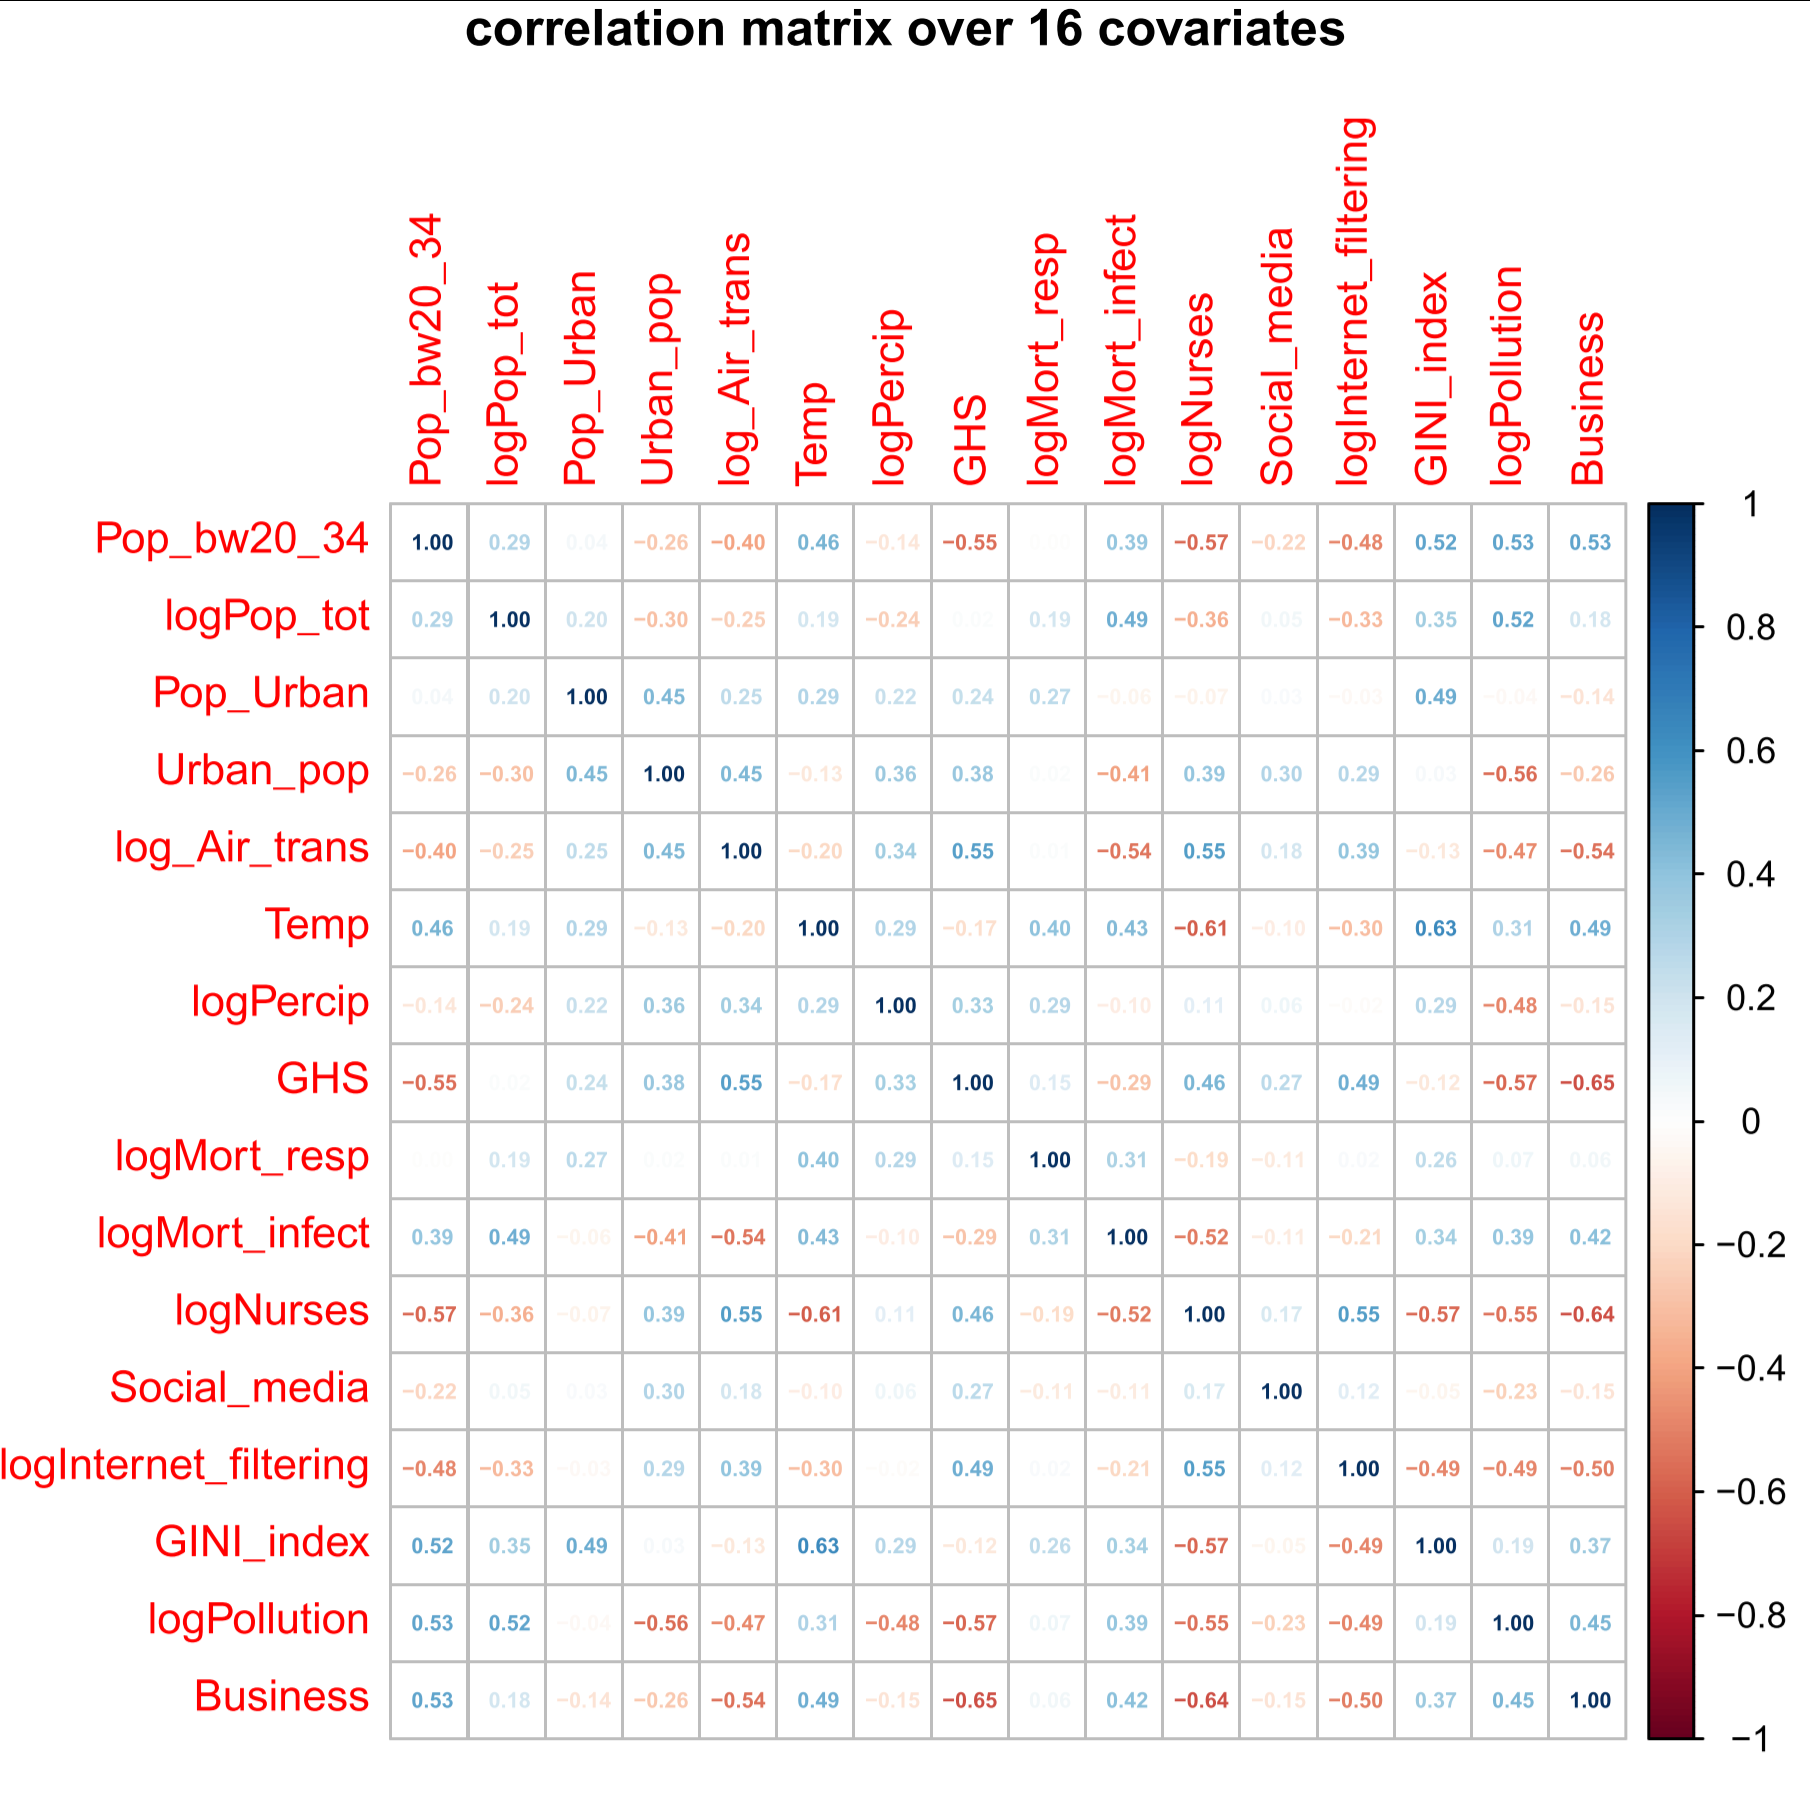 correlation matrix over 16 covariates
Pop_bw20_34 logPop_tot Pop_Urban Urban_pop log_Air_trans Temp logPercip GHS logMort_resp logMort_infect logNurses Social_media logInternet_filtering GINI_index logPollution Business
Pop_bw20_34 1.00 0.29 0.04 −0.26 −0.40 0.46 −0.14 −0.55 0.39 −0.57 −0.22 −0.48 0.52 0.53 0.53
logPop_tot 0.29 1.00 0.20 −0.30 −0.25 0.19 −0.24 0.02 0.19 0.49 −0.36 0.05 −0.33 0.35 0.52 0.18
Pop_Urban 0.04 0.20 1.00 0.45 0.25 0.29 0.22 0.24 0.27 −0.06 −0.07 0.03 −0.03 0.49 −0.04 −0.14
Urban_pop −0.26 −0.30 0.45 1.00 0.45 −0.13 0.36 0.38 0.02 −0.41 0.39 0.30 0.29 0.03 −0.56 −0.26
log_Air_trans −0.40 −0.25 0.25 0.45 1.00 −0.20 0.34 0.55 0.01 −0.54 0.55 0.18 0.39 −0.13 −0.47 −0.54
Temp 0.46 0.19 0.29 −0.13 −0.20 1.00 0.29 −0.17 0.40 0.43 −0.61 −0.10 −0.30 0.63 0.31 0.49
logPercip −0.14 −0.24 0.22 0.36 0.34 0.29 1.00 0.33 0.29 −0.10 0.11 0.06 −0.02 0.29 −0.48 −0.15
GHS −0.55 0.02 0.24 0.38 0.55 −0.17 0.33 1.00 0.15 −0.29 0.46 0.27 0.49 −0.12 −0.57 −0.65
logMort_resp 0.19 0.27 0.02 0.01 0.40 0.29 0.15 1.00 0.31 −0.19 −0.11 0.02 0.26 0.07 0.06
logMort_infect 0.39 0.49 −0.06 −0.41 −0.54 0.43 −0.10 −0.29 0.31 1.00 −0.52 −0.11 −0.21 0.34 0.39 0.42
logNurses −0.57 −0.36 −0.07 0.39 0.55 −0.61 0.11 0.46 −0.19 −0.52 1.00 0.17 0.55 −0.57 −0.55 −0.64
Social_media −0.22 0.05 0.03 0.30 0.18 −0.10 0.06 0.27 −0.11 −0.11 0.17 1.00 0.12 −0.05 −0.23 −0.15
logInternet_filtering −0.48 −0.33 −0.03 0.29 0.39 −0.30 −0.02 0.49 0.02 −0.21 0.55 0.12 1.00 −0.49 −0.49 −0.50
GINI_index 0.52 0.35 0.49 0.03 −0.13 0.63 0.29 −0.12 0.26 0.34 −0.57 −0.05 −0.49 1.00 0.19 0.37
logPollution 0.53 0.52 −0.04 −0.56 −0.47 0.31 −0.48 −0.57 0.07 0.39 −0.55 −0.23 −0.49 0.19 1.00 0.45
Business 0.53 0.18 −0.14 −0.26 −0.54 0.49 −0.15 −0.65 0.06 0.42 −0.64 −0.15 −0.50 0.37 0.45 1.00
1
0.8
0.6
0.4
0.2
0
−0.2
−0.4
−0.6
−0.8
−1